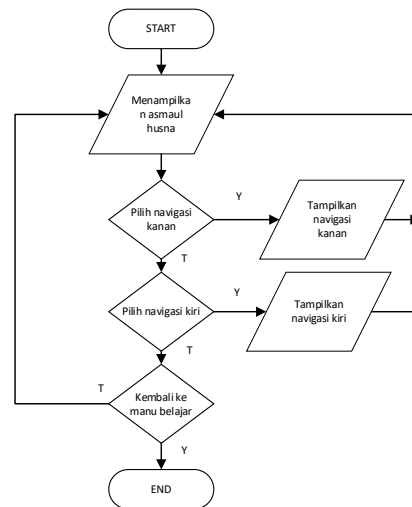 START
Menampilka
n asmaul
husna
Pilih navigasi
kanan
Y
Tampilkan
navigasi
kanan
T
Pilih navigasi kiri
Y
Tampilkan
navigasi kiri
T
Kembali ke
manu belajar
T
Y
END